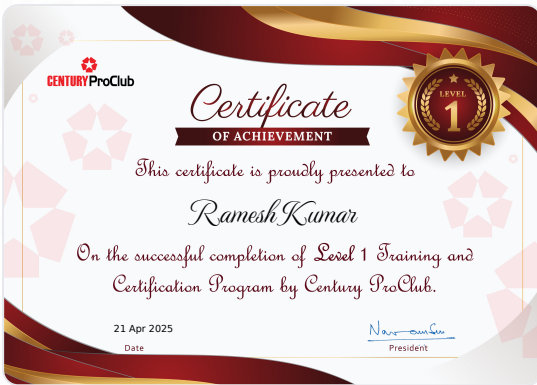 CENTURY ProClub
LEVEL
1
Certificate
OF ACHIEVEMENT
This certificate is proudly presented to
Ramesh Kumar
On the successful completion of Level 1 Training and
Certification Program by Century ProClub.
21 Apr 2025
Date
President